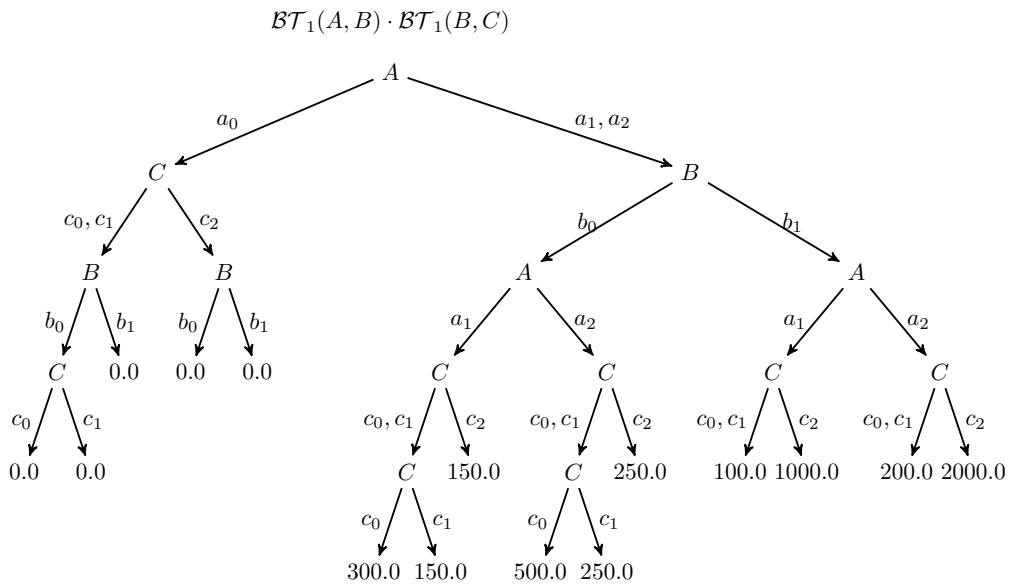 𝓑𝓣₁(A, B) · 𝓑𝓣₁(B, C)
A
a₀ a₁, a₂
C B
c₀, c₁ c₂ b₀ b₁
B B A A
b₀ b₁ b₀ b₁ a₁ a₂ a₁ a₂
C 0.0 0.0 0.0 C C C C
c₀ c₁ c₀, c₁ c₂ c₀, c₁ c₂ c₀, c₁ c₂ c₀, c₁ c₂
0.0 0.0 C 150.0 C 250.0 100.0 1000.0 200.0 2000.0
c₀ c₁ c₀ c₁
300.0 150.0 500.0 250.0